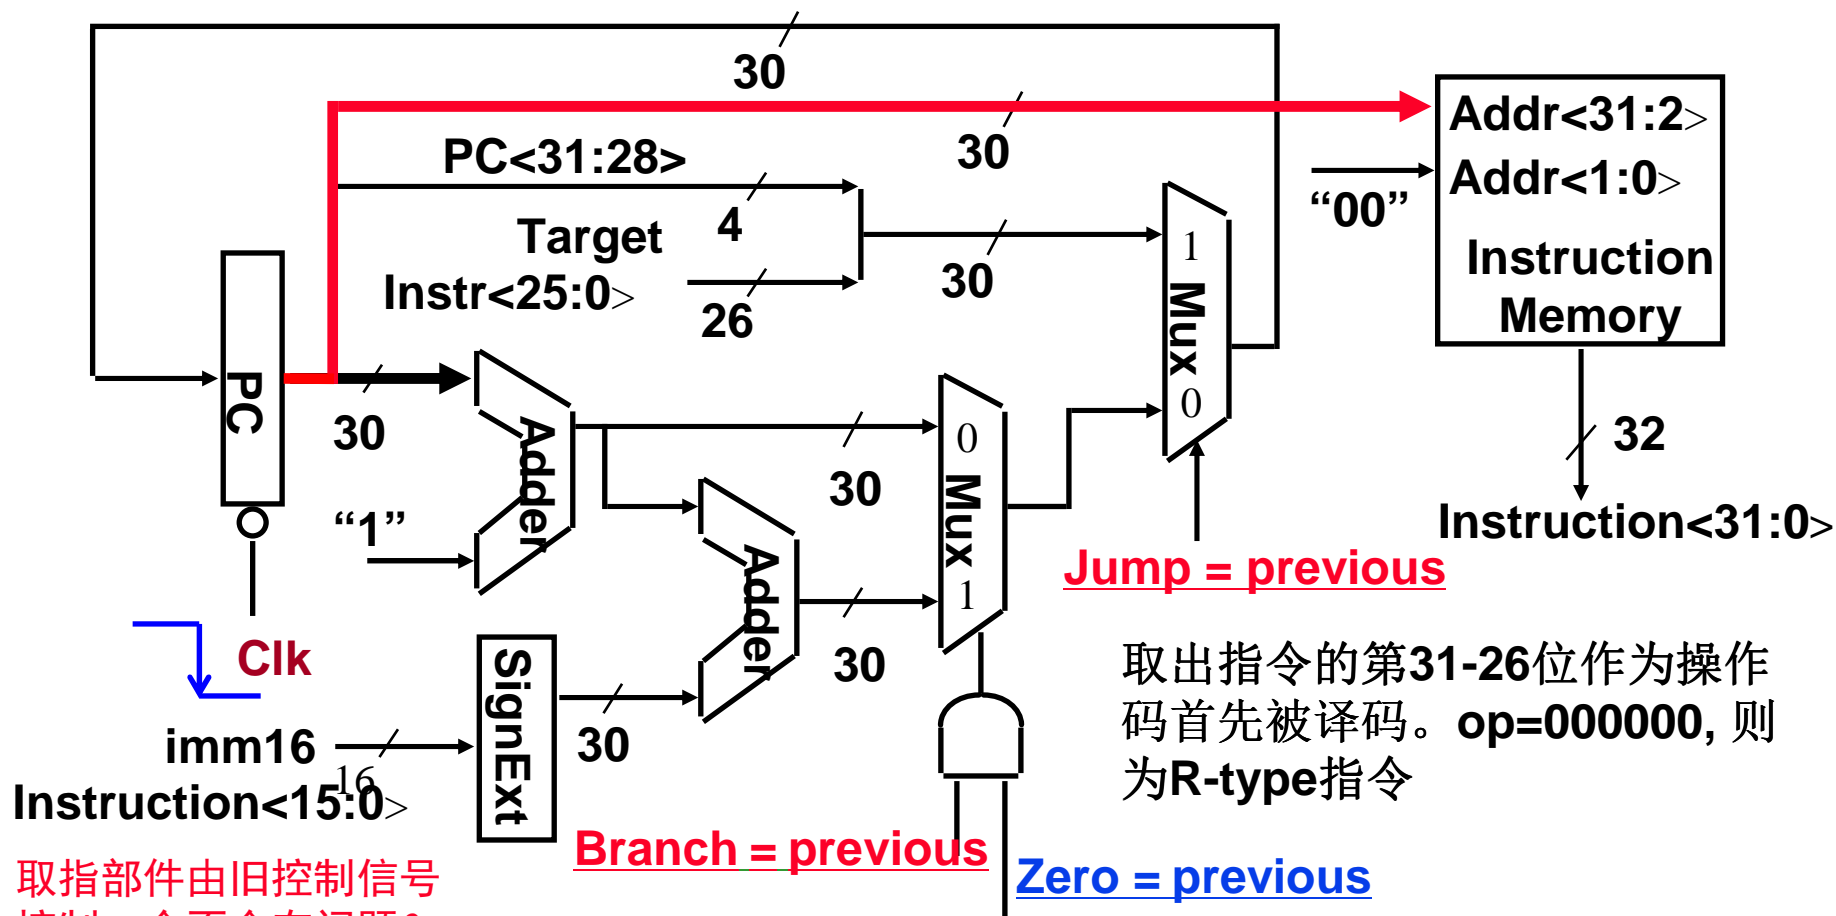 30
30
Addr<31:2>
PC<31:28>
Addr<1:0>
“00”
4
Target
Instr<25:0>
26
30
1
Mux
0
Instruction
Memory
PC
30
Adder
“1”
30
0
Mux
1
32
Instruction<31:0>
Jump = previous
Adder
30
Clk
SignExt
30
imm16
16
Instruction<15:0>
取出指令的第31-26位作为操作
码首先被译码。op=000000, 则
为R-type指令
Branch = previous
Zero = previous
取指部件由旧控制信号